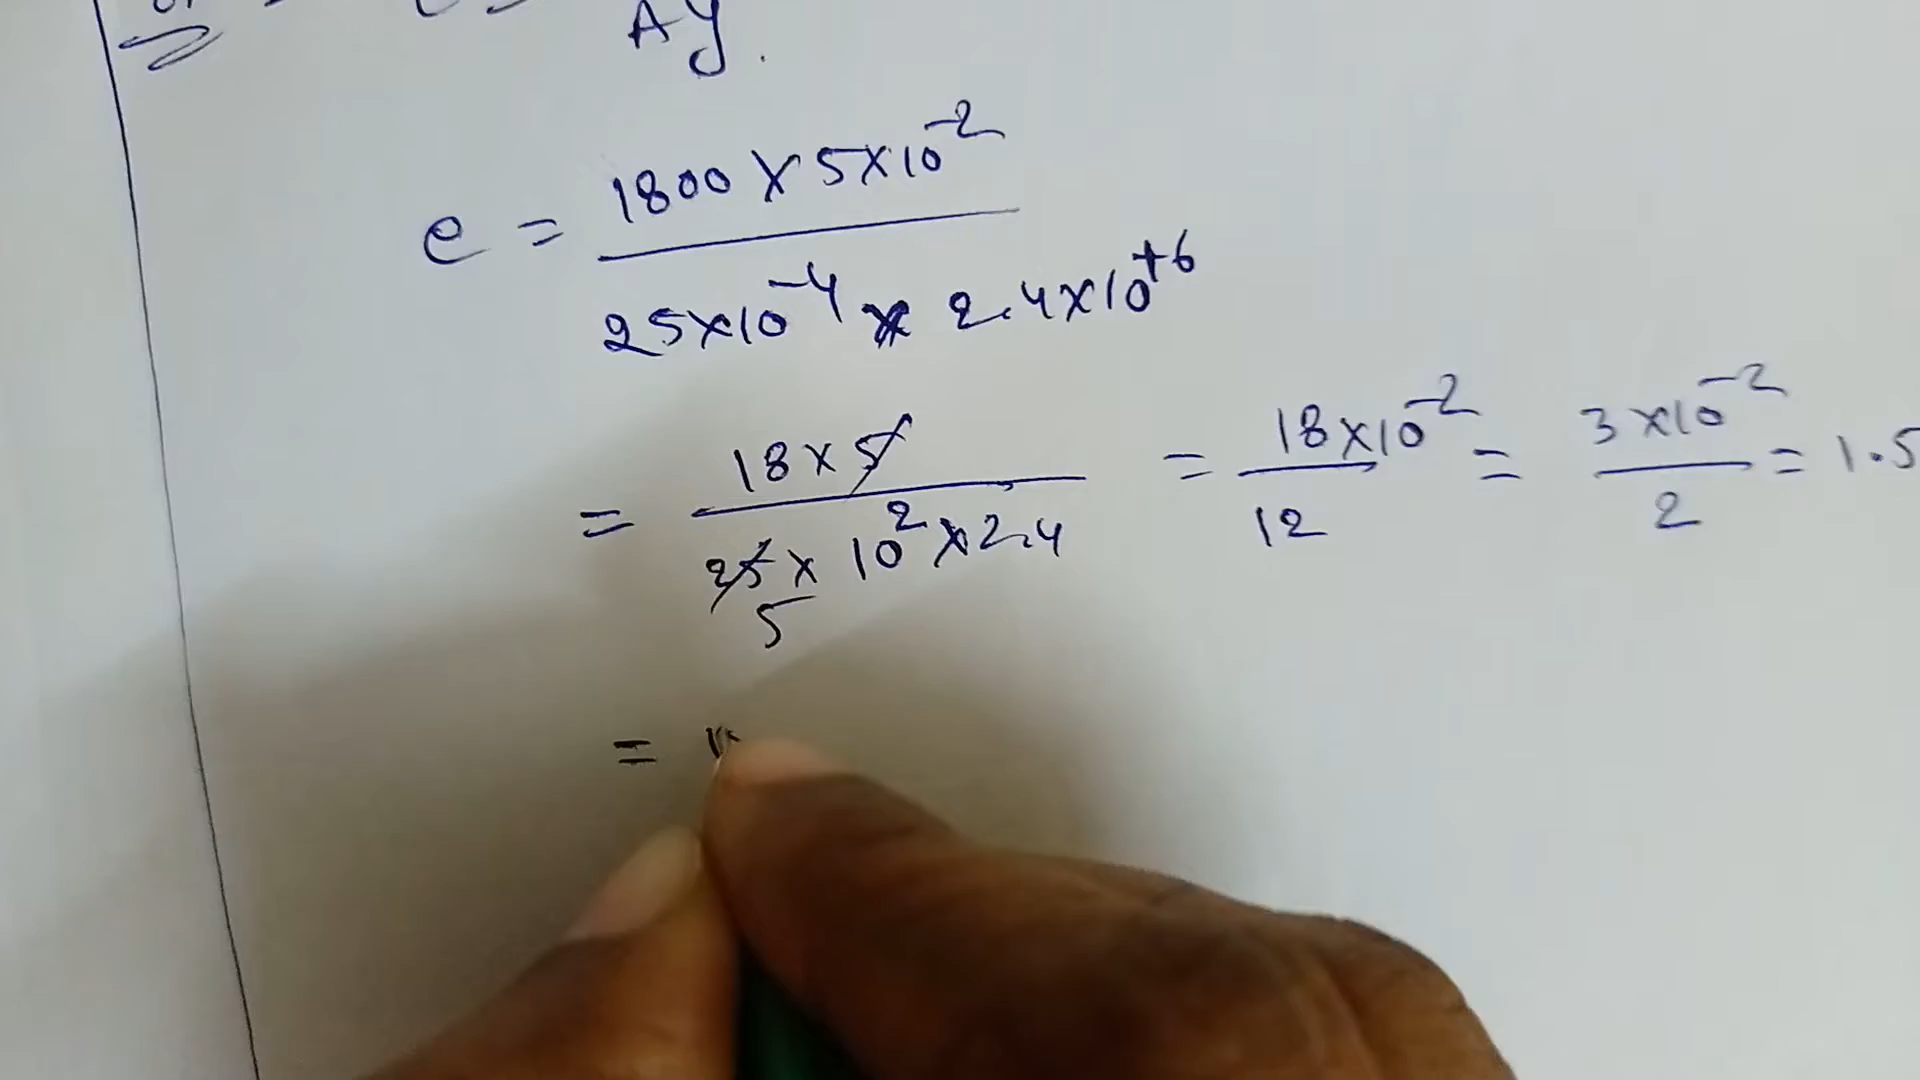 AY.
e = 1800 × 5×10⁻² / 25×10⁻⁴ × 2.4×10⁺⁶
= 18 × 5 / 25 × 10² × 2.4 = 18×10⁻² / 12 = 3×10⁻² / 2 = 1.5
5
=